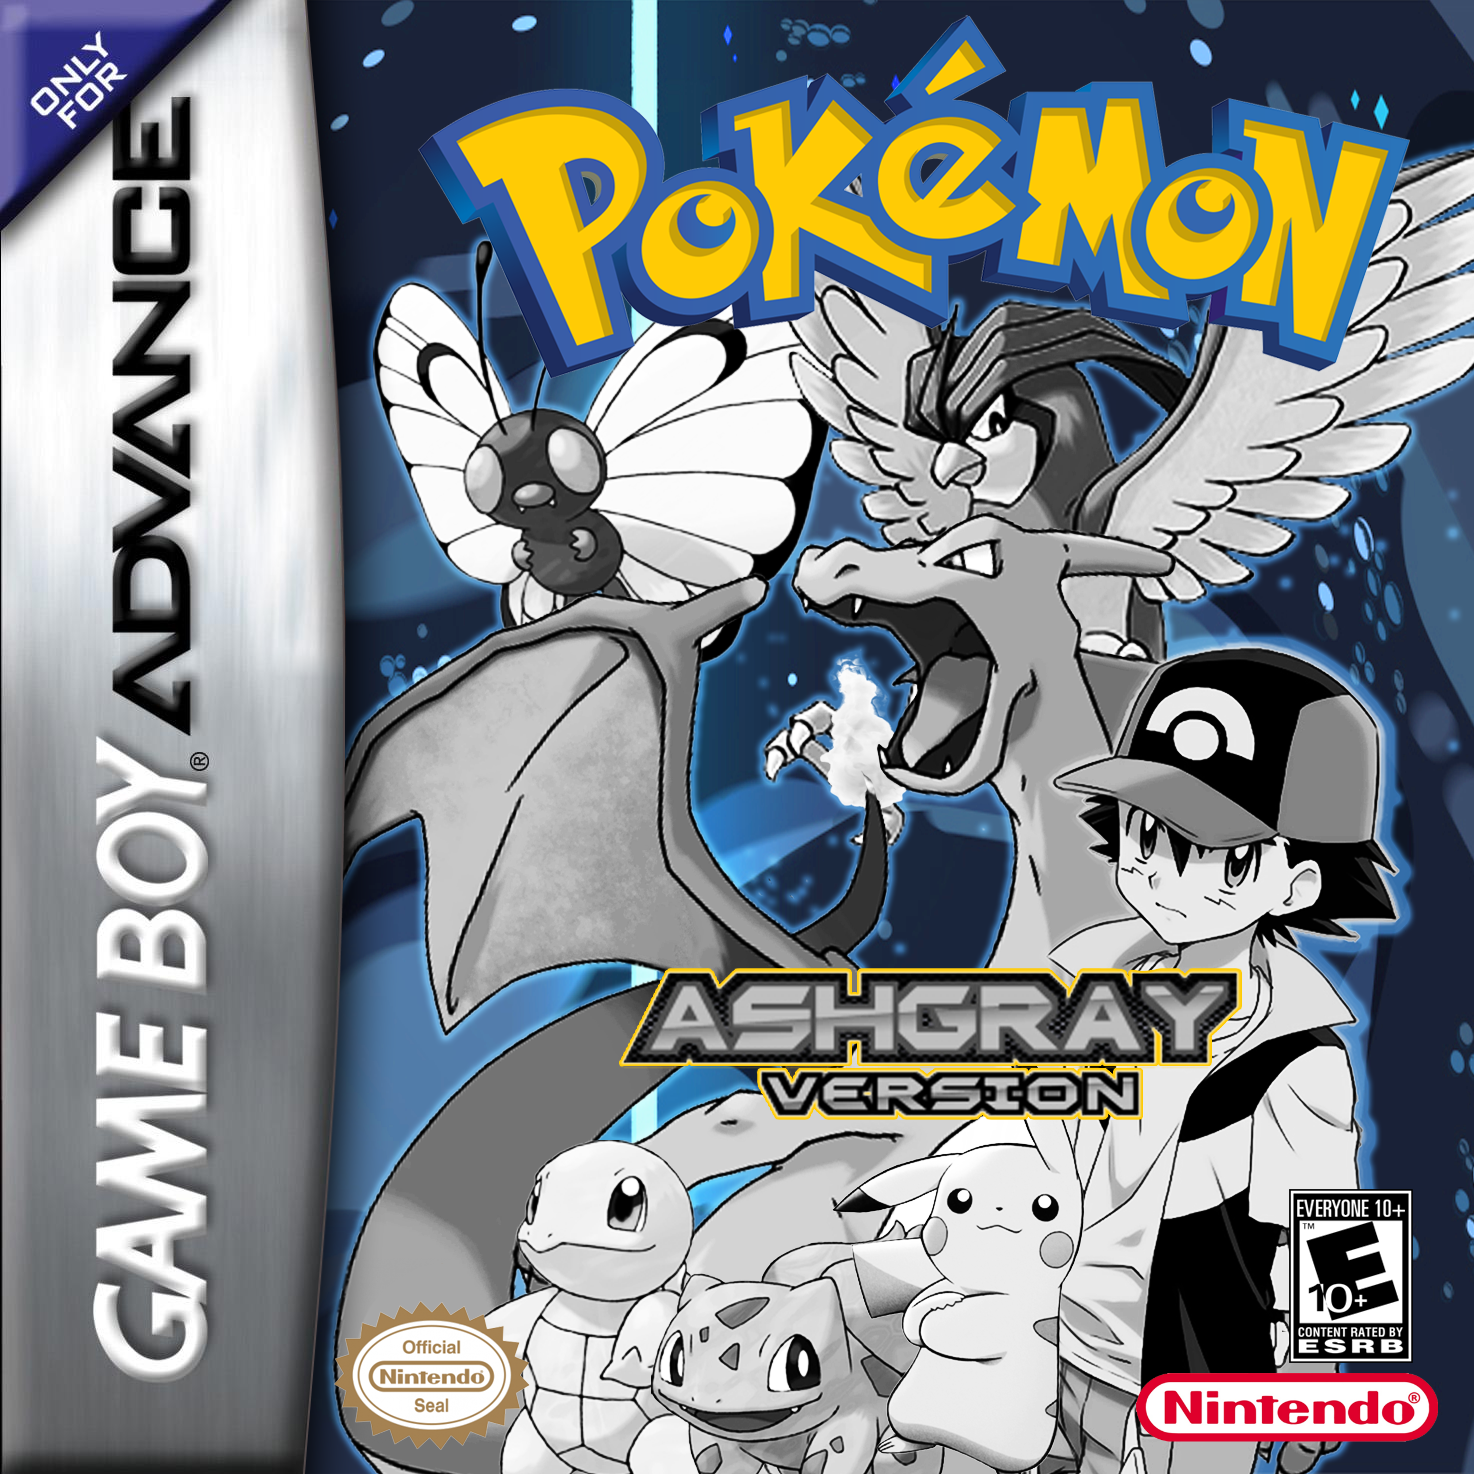 ONLY
FOR
GAME BOY ADVANCE
®
POKéMON
ASHGRAY
VERSION
EVERYONE 10+
TM
E
10+
CONTENT RATED BY
ESRB
Official
Nintendo®
Seal
Nintendo®